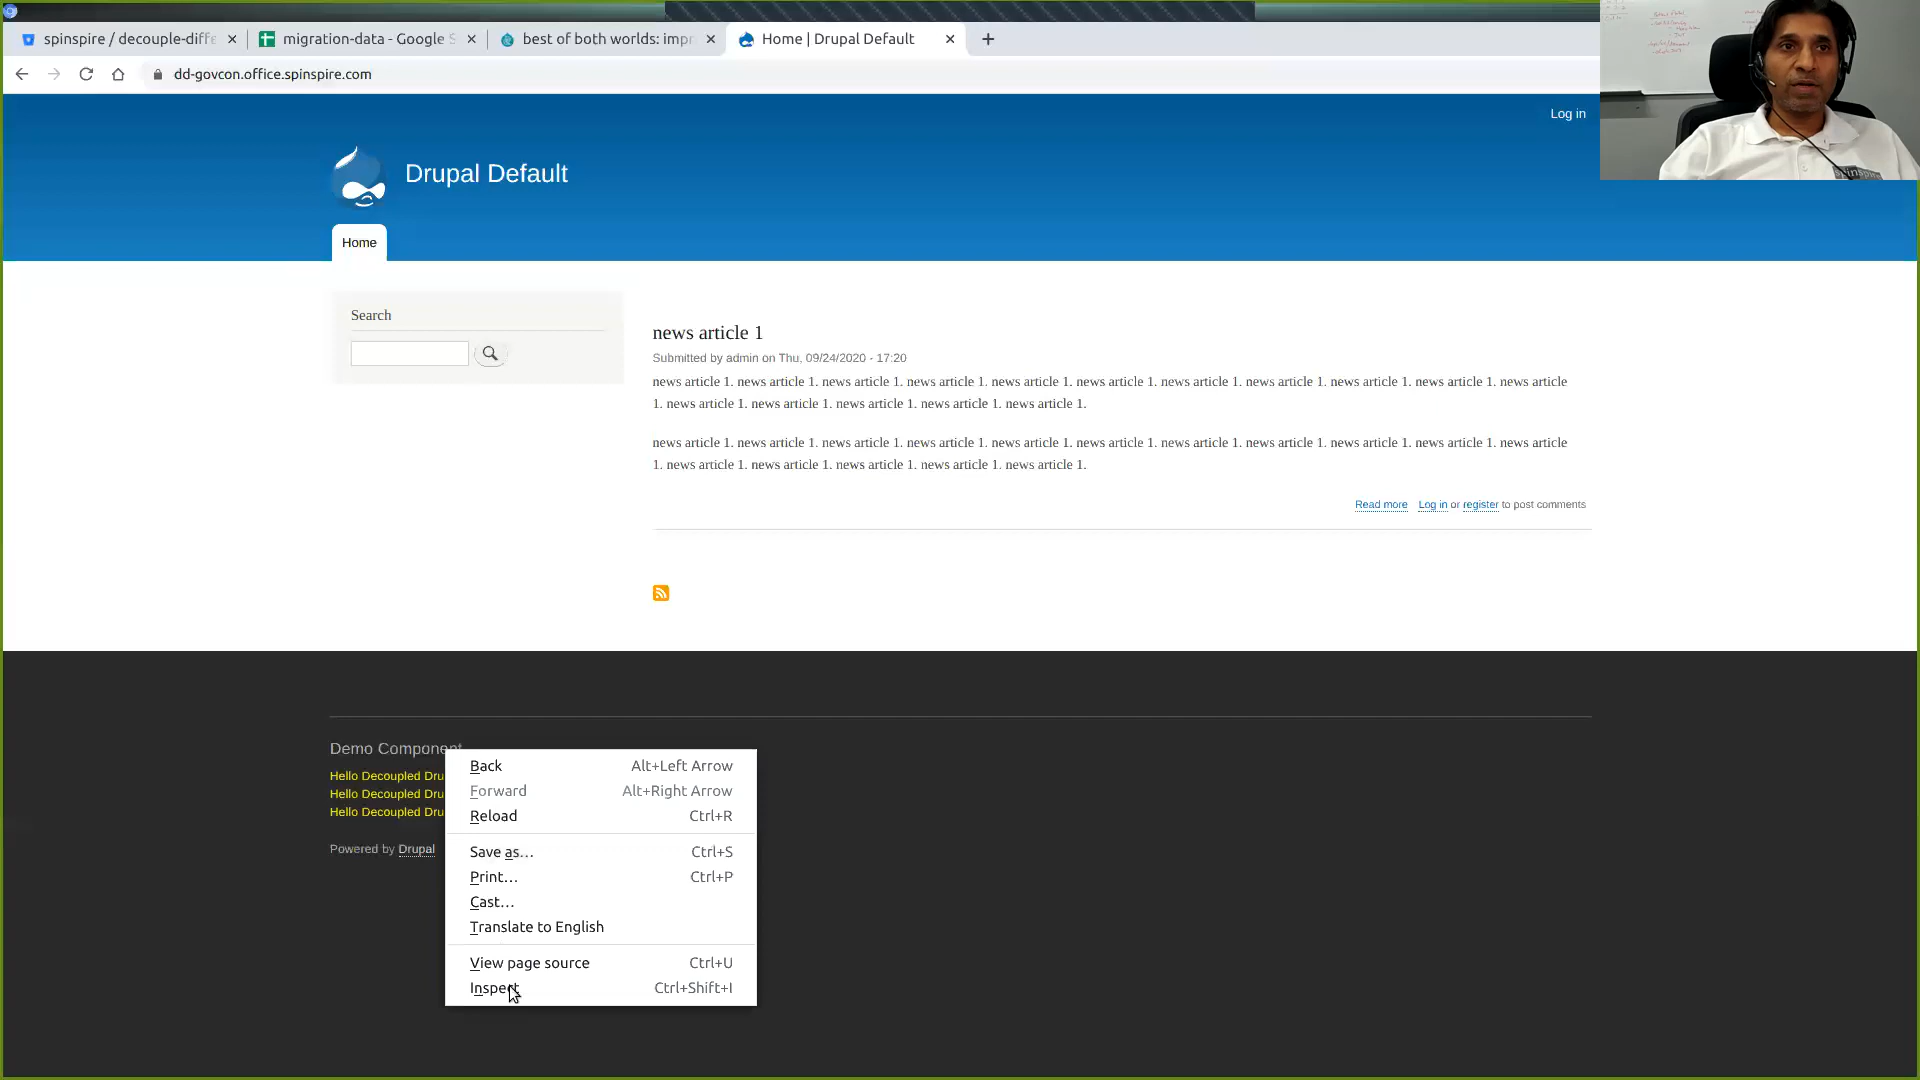 spinspire / decouple-diffe
migration-data - Google S
best of both worlds: impr
Home | Drupal Default
dd-govcon.office.spinspire.com
Log in
Drupal Default
Home
Search
news article 1
Submitted by admin on Thu, 09/24/2020 - 17:20
news article 1. news article 1. news article 1. news article 1. news article 1. news article 1. news article 1. news article 1. news article 1. news article 1. news article
1. news article 1. news article 1. news article 1. news article 1. news article 1.
news article 1. news article 1. news article 1. news article 1. news article 1. news article 1. news article 1. news article 1. news article 1. news article 1. news article
1. news article 1. news article 1. news article 1. news article 1. news article 1.
Read more Log in or register to post comments
Demo Component
Hello Decoupled Dru
Hello Decoupled Dru
Hello Decoupled Dru
Powered by Drupal
Back Alt+Left Arrow
Forward Alt+Right Arrow
Reload Ctrl+R
Save as... Ctrl+S
Print... Ctrl+P
Cast...
Translate to English
View page source Ctrl+U
Inspect Ctrl+Shift+I